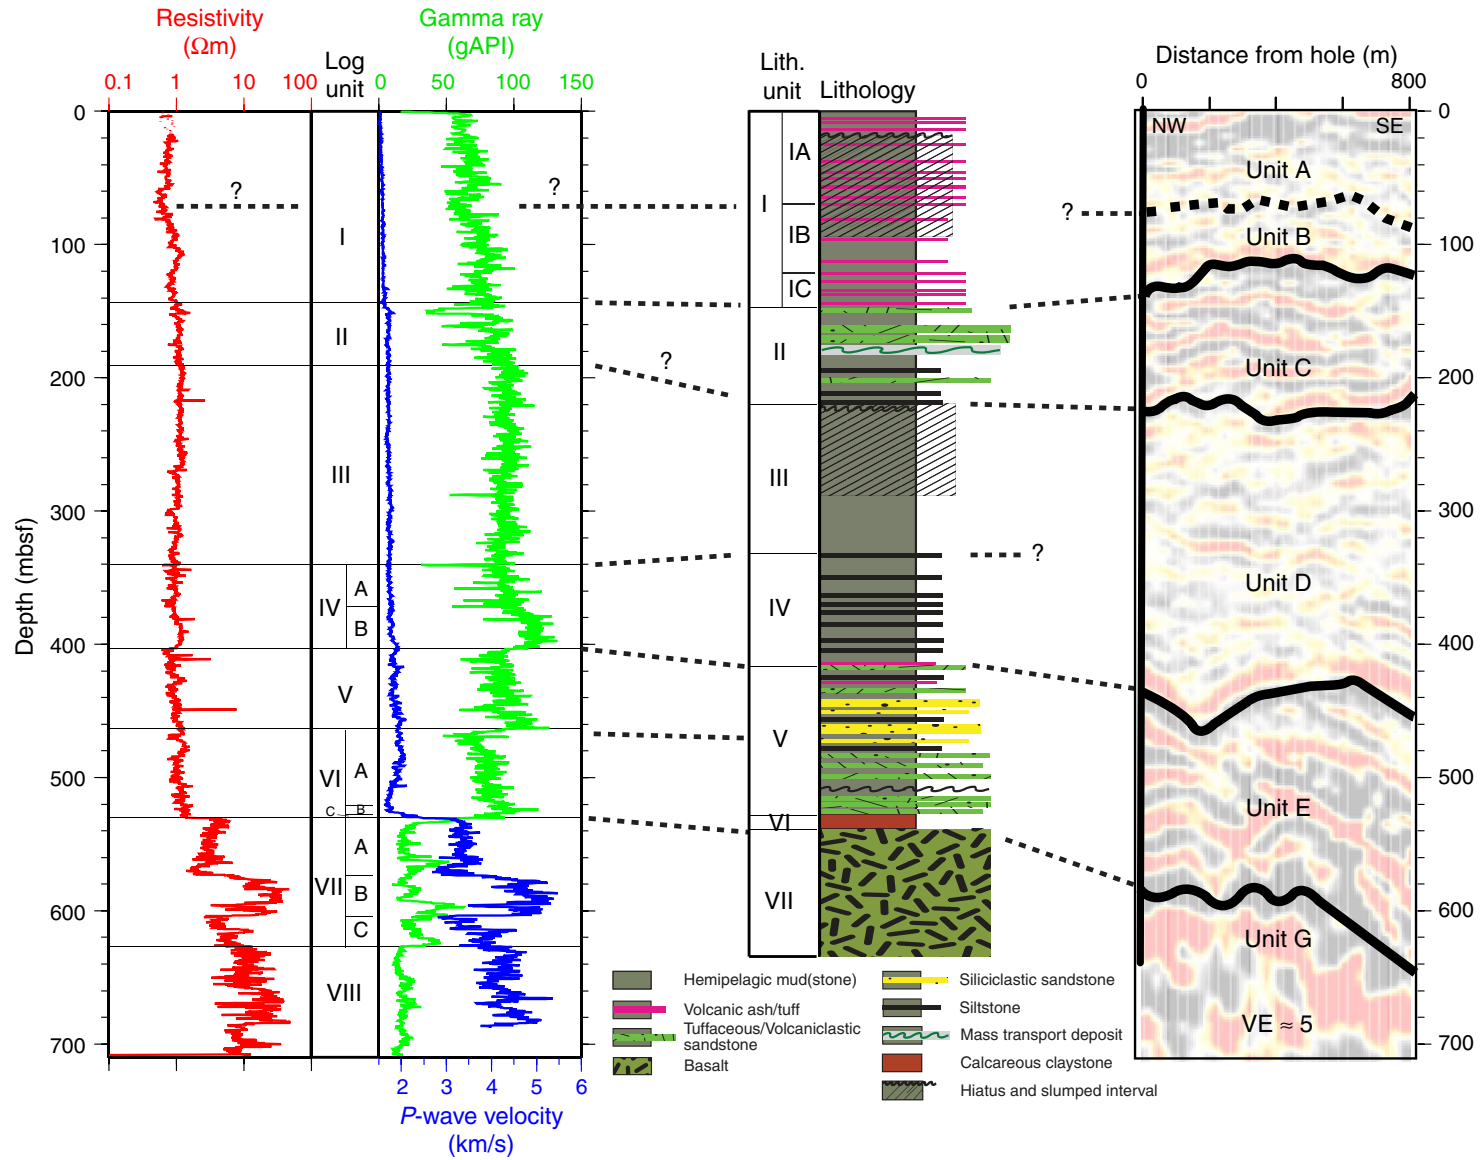 Resistivity
(Ωm)
0.1 1 10 100
Log
unit
Gamma ray
(gAPI)
0 50 100 150
Lith.
unit
Lithology
Distance from hole (m)
0 800
Depth (mbsf)
0
100
200
300
400
500
600
700
?
?
I
II
III
IV
A
B
V
VI
A
C
B
VII
A
B
C
VIII
2 3 4 5 6
P-wave velocity
(km/s)
?
I
IA
IB
IC
II
III
IV
V
VI
VII
?
?
NW SE
Unit A
Unit B
Unit C
Unit D
Unit E
Unit G
VE ≈ 5
0
100
200
300
400
500
600
700
Hemipelagic mud(stone)
Volcanic ash/tuff
Tuffaceous/Volcaniclastic
sandstone
Basalt
Siliciclastic sandstone
Siltstone
Mass transport deposit
Calcareous claystone
Hiatus and slumped interval